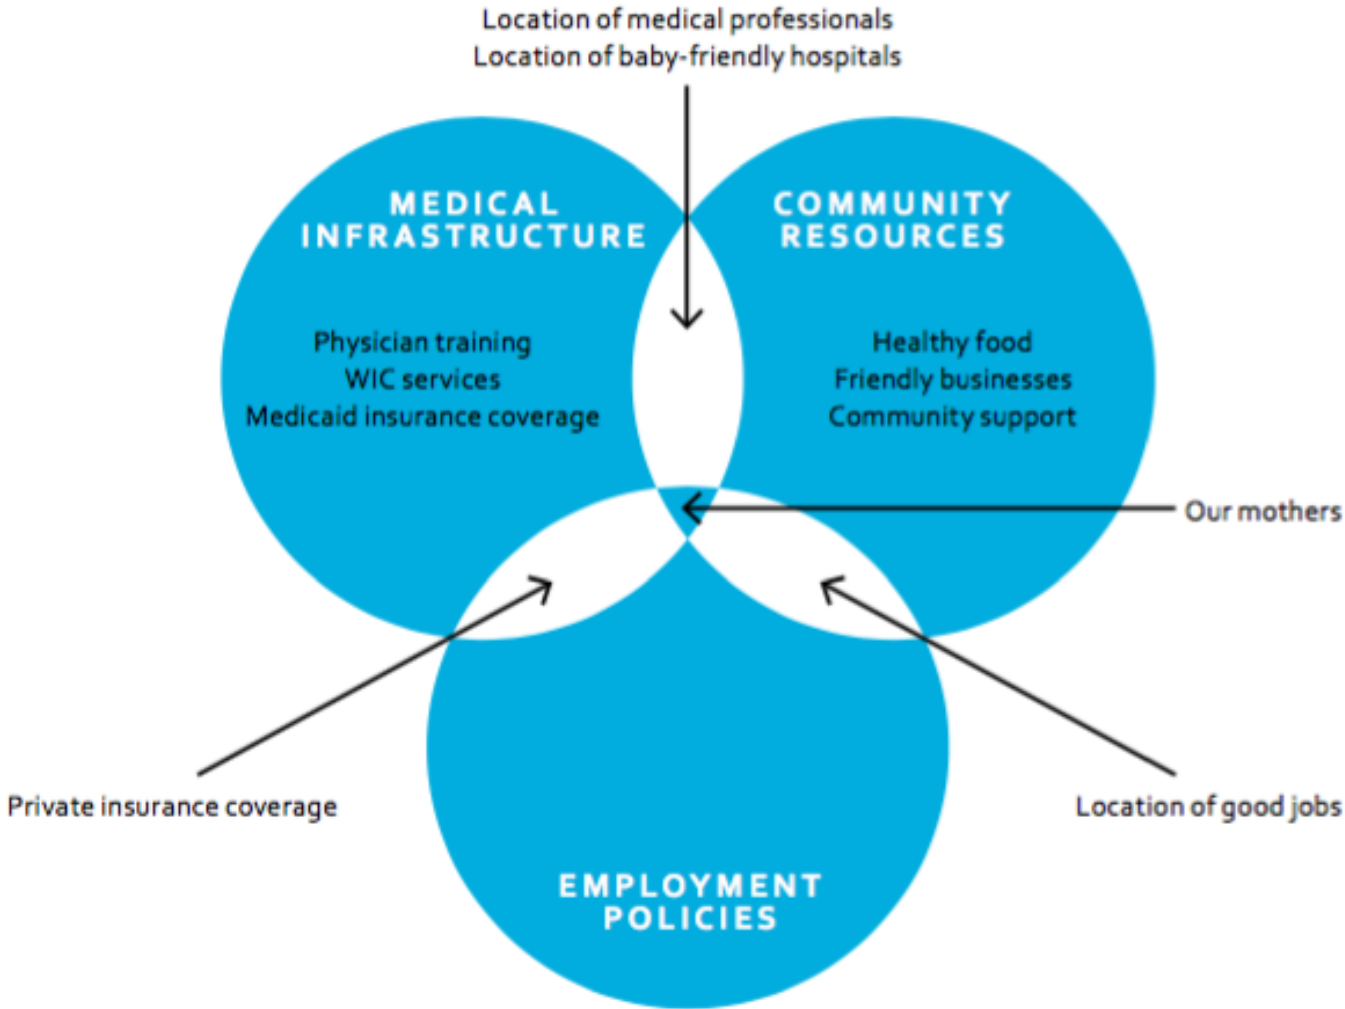 Location of medical professionals
Location of baby-friendly hospitals
MEDICAL
INFRASTRUCTURE
COMMUNITY
RESOURCES
Physician training
WIC services
Medicaid insurance coverage
Healthy food
Friendly businesses
Community support
Our mothers
Private insurance coverage
Location of good jobs
EMPLOYMENT
POLICIES